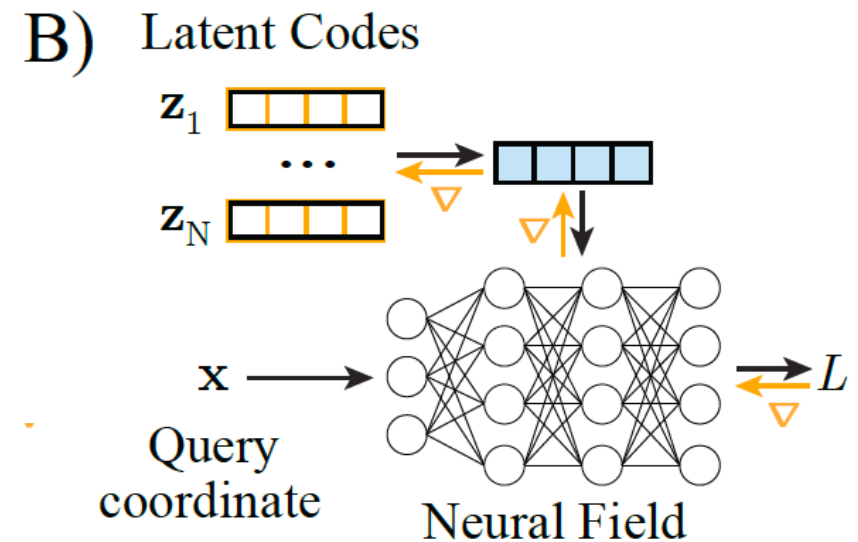 B) Latent Codes
z1
...
zN
∇
∇
x
L
∇
Query
coordinate
Neural Field